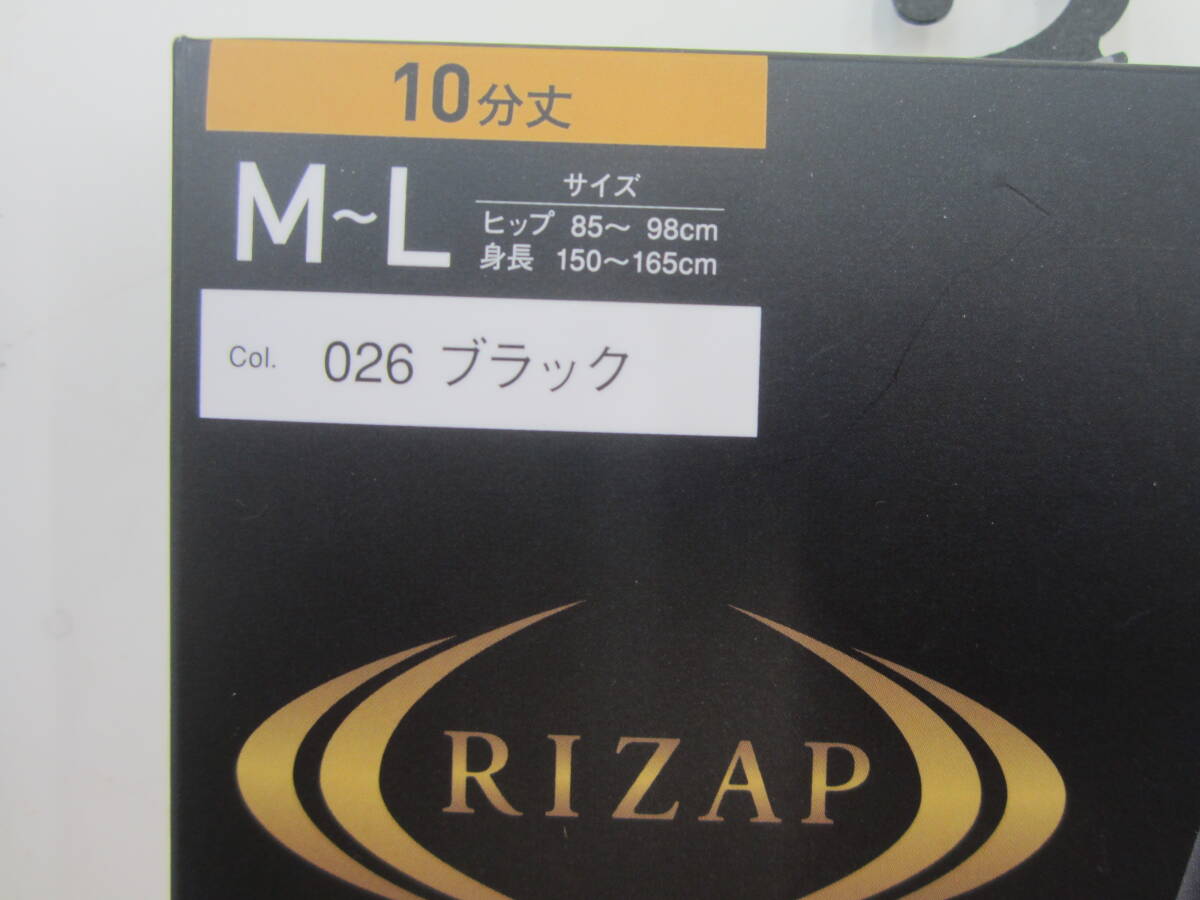 10分丈
M~L
サイズ
ヒップ 85～ 98cm
身長 150～165cm
Col. 026 ブラック
RIZAP